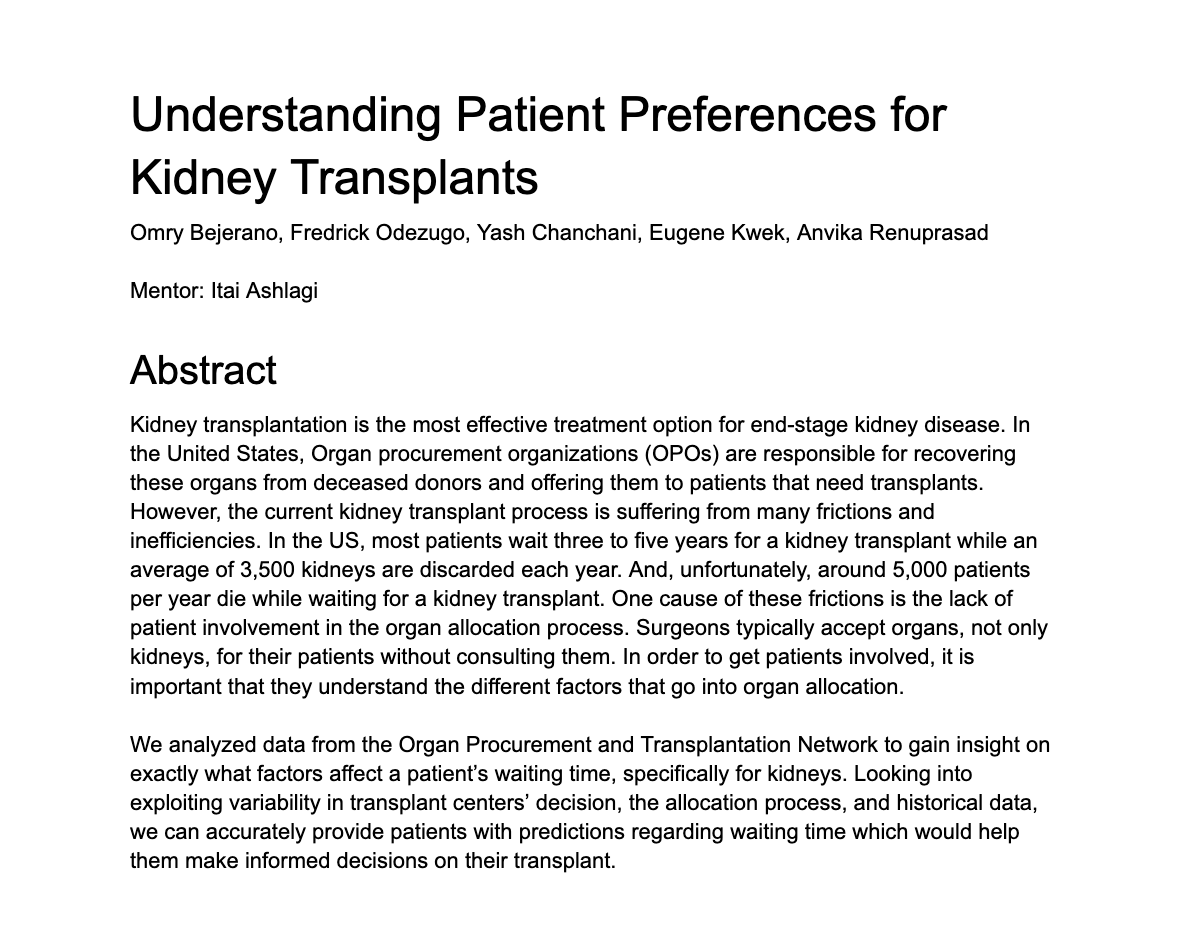 Understanding Patient Preferences for
Kidney Transplants
Omry Bejerano, Fredrick Odezugo, Yash Chanchani, Eugene Kwek, Anvika Renuprasad
Mentor: Itai Ashlagi
Abstract
Kidney transplantation is the most effective treatment option for end-stage kidney disease. In
the United States, Organ procurement organizations (OPOs) are responsible for recovering
these organs from deceased donors and offering them to patients that need transplants.
However, the current kidney transplant process is suffering from many frictions and
inefficiencies. In the US, most patients wait three to five years for a kidney transplant while an
average of 3,500 kidneys are discarded each year. And, unfortunately, around 5,000 patients
per year die while waiting for a kidney transplant. One cause of these frictions is the lack of
patient involvement in the organ allocation process. Surgeons typically accept organs, not only
kidneys, for their patients without consulting them. In order to get patients involved, it is
important that they understand the different factors that go into organ allocation.
We analyzed data from the Organ Procurement and Transplantation Network to gain insight on
exactly what factors affect a patient’s waiting time, specifically for kidneys. Looking into
exploiting variability in transplant centers’ decision, the allocation process, and historical data,
we can accurately provide patients with predictions regarding waiting time which would help
them make informed decisions on their transplant.